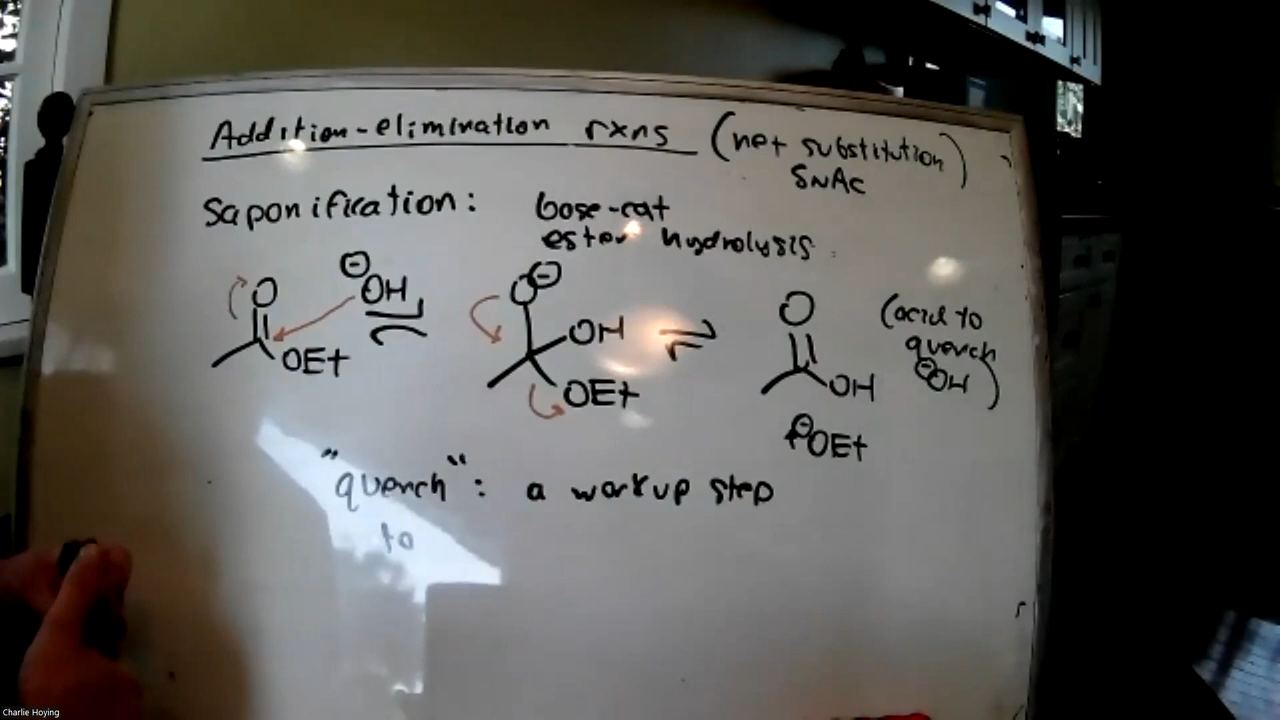 Addition-elimination rxns (net substitution)
SNAc
Saponification: base-cat
ester hydrolysis:
⊖
OH
O
OEt
⊖
O
OH
OEt
O
OH
⊖OEt
(acid to
quench
⊖OH)
"quench": a workup step
to
Charlie Hoying